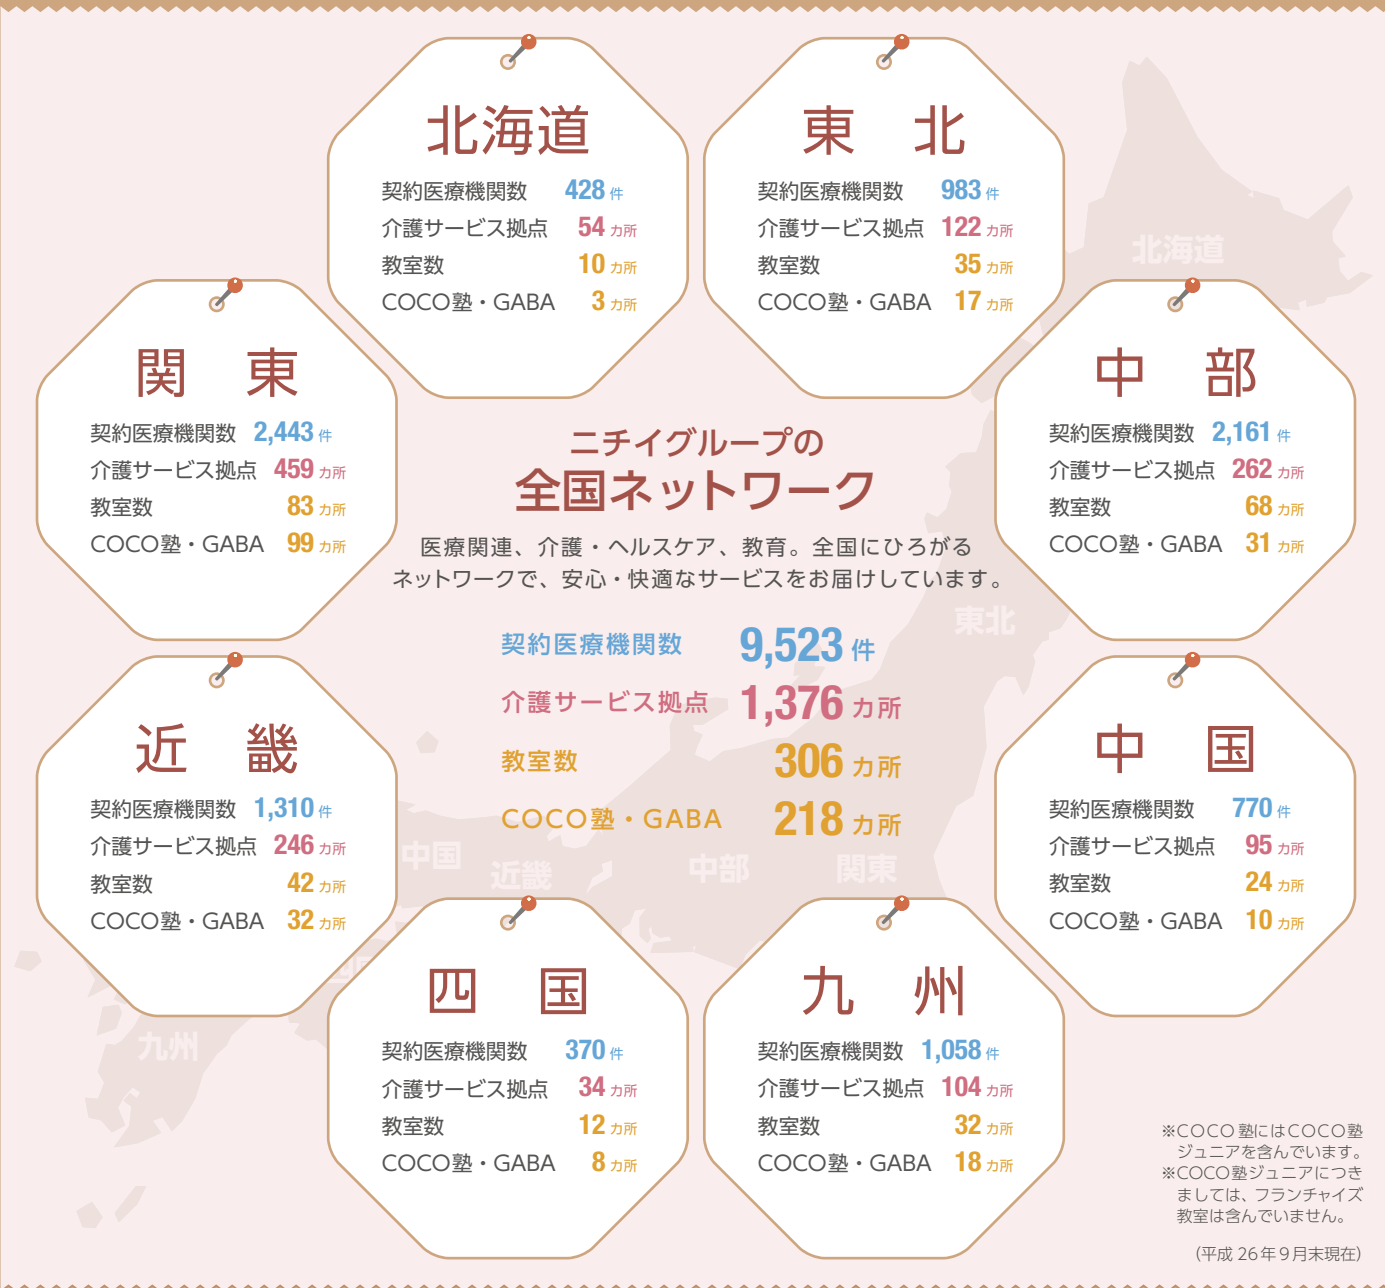 北海道
契約医療機関数 428 件
介護サービス拠点 54 カ所
教室数 10 カ所
COCO塾・GABA 3 カ所
東 北
契約医療機関数 983 件
介護サービス拠点 122 カ所
教室数 35 カ所
COCO塾・GABA 17 カ所
北海道
関 東
契約医療機関数 2,443 件
介護サービス拠点 459 カ所
教室数 83 カ所
COCO塾・GABA 99 カ所
中 部
契約医療機関数 2,161 件
介護サービス拠点 262 カ所
教室数 68 カ所
COCO塾・GABA 31 カ所
ニチイグループの
全国ネットワーク
医療関連、介護・ヘルスケア、教育。全国にひろがる
ネットワークで、安心・快適なサービスをお届けしています。
東北
契約医療機関数 9,523 件
介護サービス拠点 1,376 カ所
教室数 306 カ所
COCO塾・GABA 218 カ所
近 畿
契約医療機関数 1,310 件
介護サービス拠点 246 カ所
教室数 42 カ所
COCO塾・GABA 32 カ所
中 国
契約医療機関数 770 件
介護サービス拠点 95 カ所
教室数 24 カ所
COCO塾・GABA 10 カ所
中国
近畿
中部
関東
九州
四 国
契約医療機関数 370 件
介護サービス拠点 34 カ所
教室数 12 カ所
COCO塾・GABA 8 カ所
九 州
契約医療機関数 1,058 件
介護サービス拠点 104 カ所
教室数 32 カ所
COCO塾・GABA 18 カ所
※COCO塾にはCOCO塾
ジュニアを含んでいます。
※COCO塾ジュニアにつき
ましては、フランチャイズ
教室は含んでいません。
(平成 26年9月末現在)